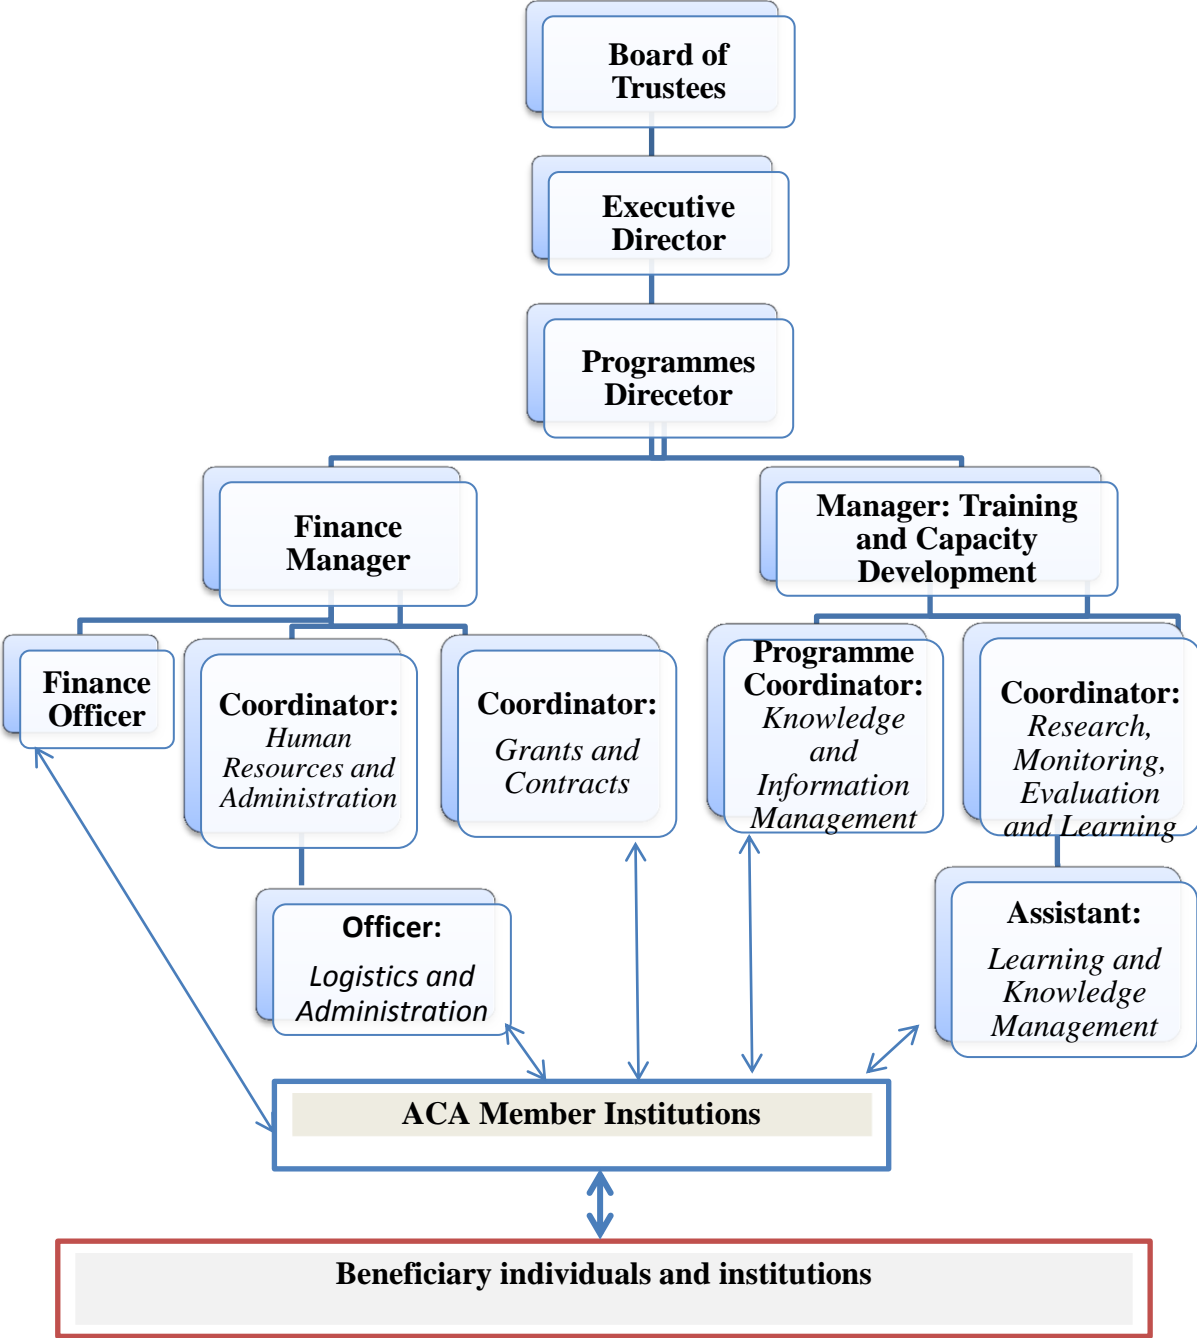 Board of
Trustees
Executive
Director
Programmes
Direcetor
Finance
Manager
Manager: Training
and Capacity
Development
Finance
Officer
Coordinator:
Human
Resources and
Administration
Coordinator:
Grants and
Contracts
Programme
Coordinator:
Knowledge
and
Information
Management
Coordinator:
Research,
Monitoring,
Evaluation
and Learning
Officer:
Logistics and
Administration
Assistant:
Learning and
Knowledge
Management
ACA Member Institutions
Beneficiary individuals and institutions